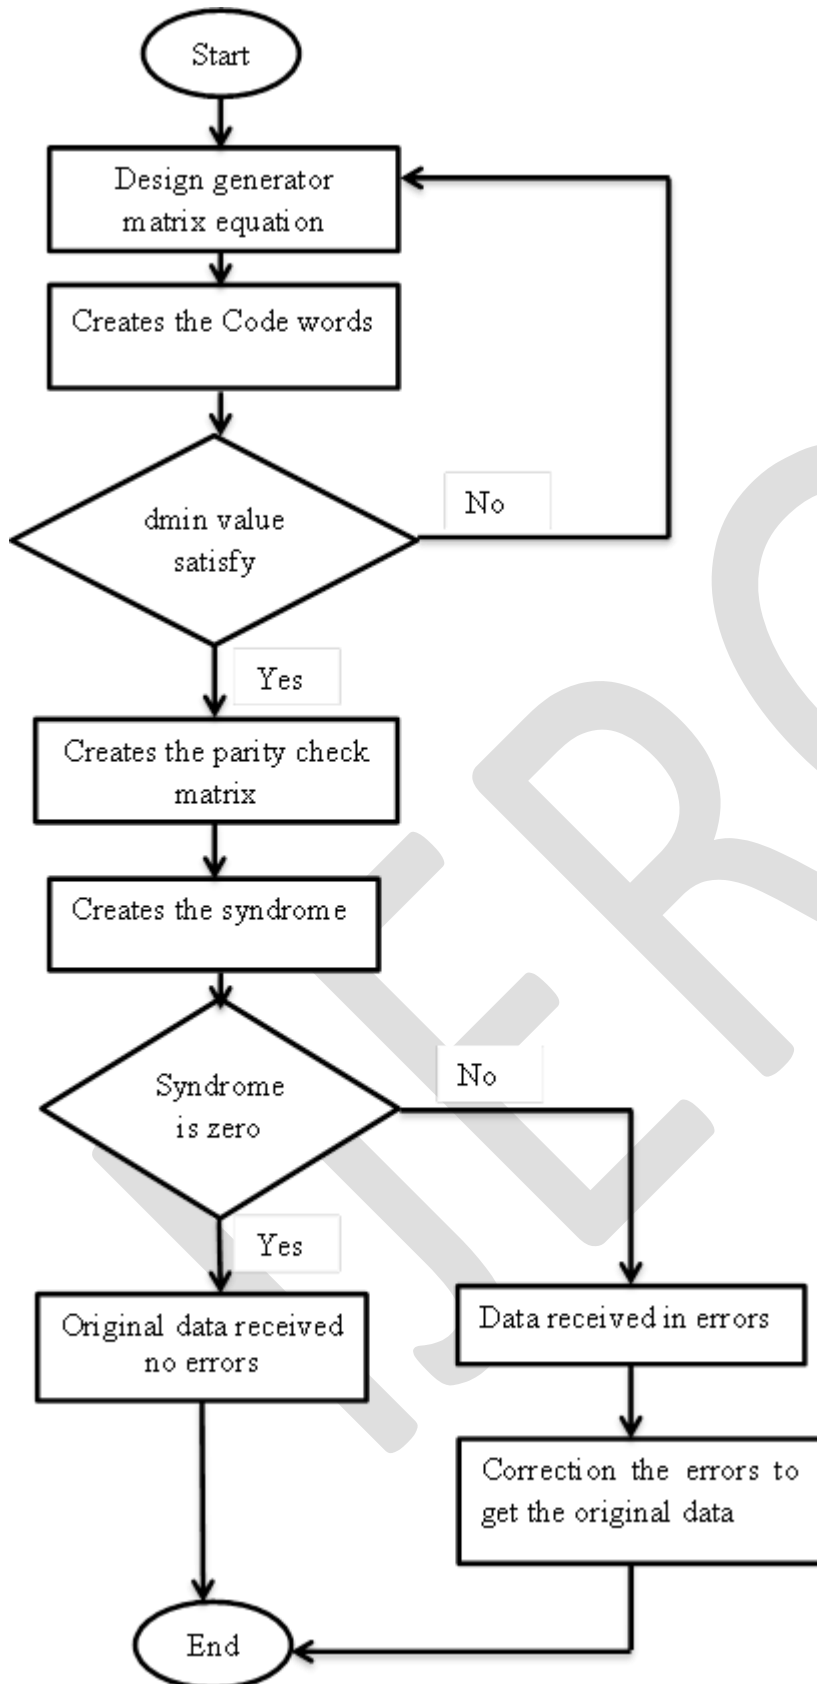 Start
Design generator
matrix equation
Creates the Code words
dmin value
satisfy
No
Yes
Creates the parity check
matrix
Creates the syndrome
Syndrome
is zero
No
Yes
Original data received
no errors
Data received in errors
Correction the errors to
get the original data
End